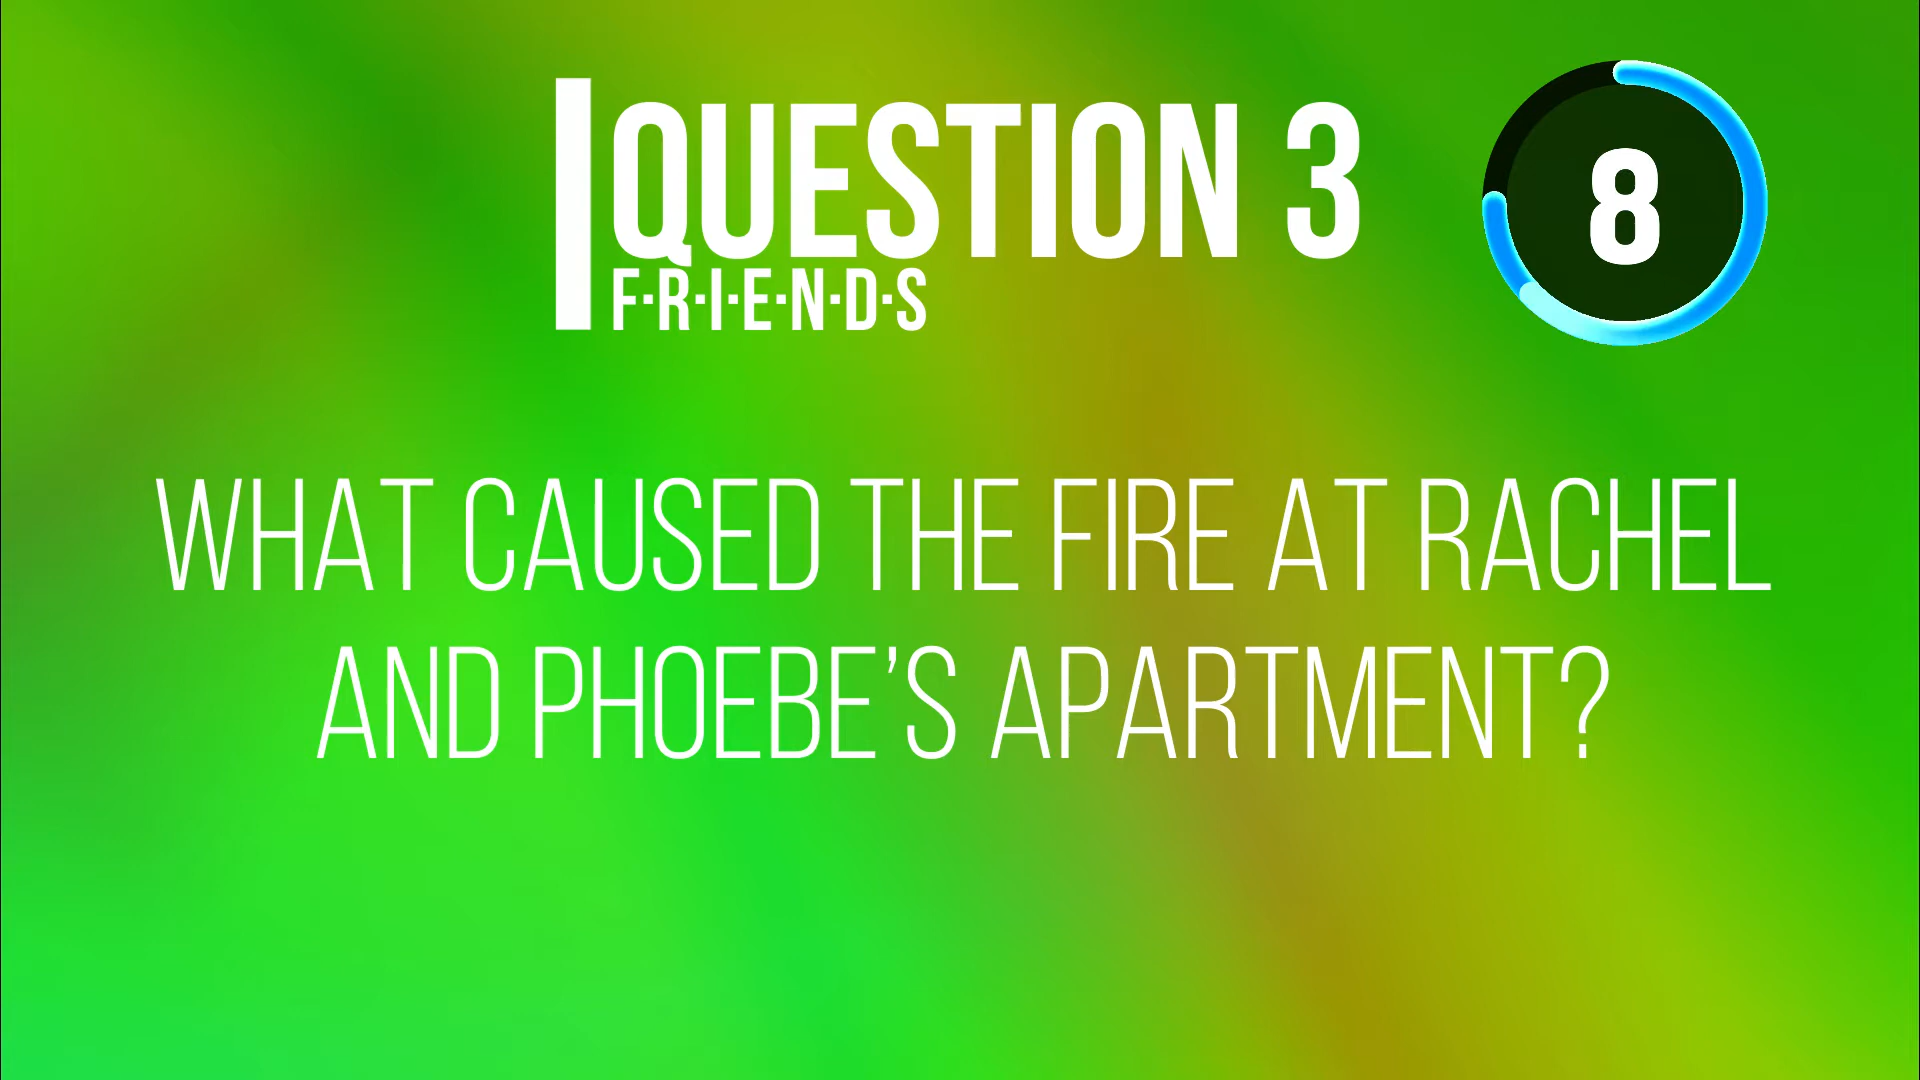 QUESTION 3
F·R·I·E·N·D·S
8
WHAT CAUSED THE FIRE AT RACHEL
AND PHOEBE’S APARTMENT?